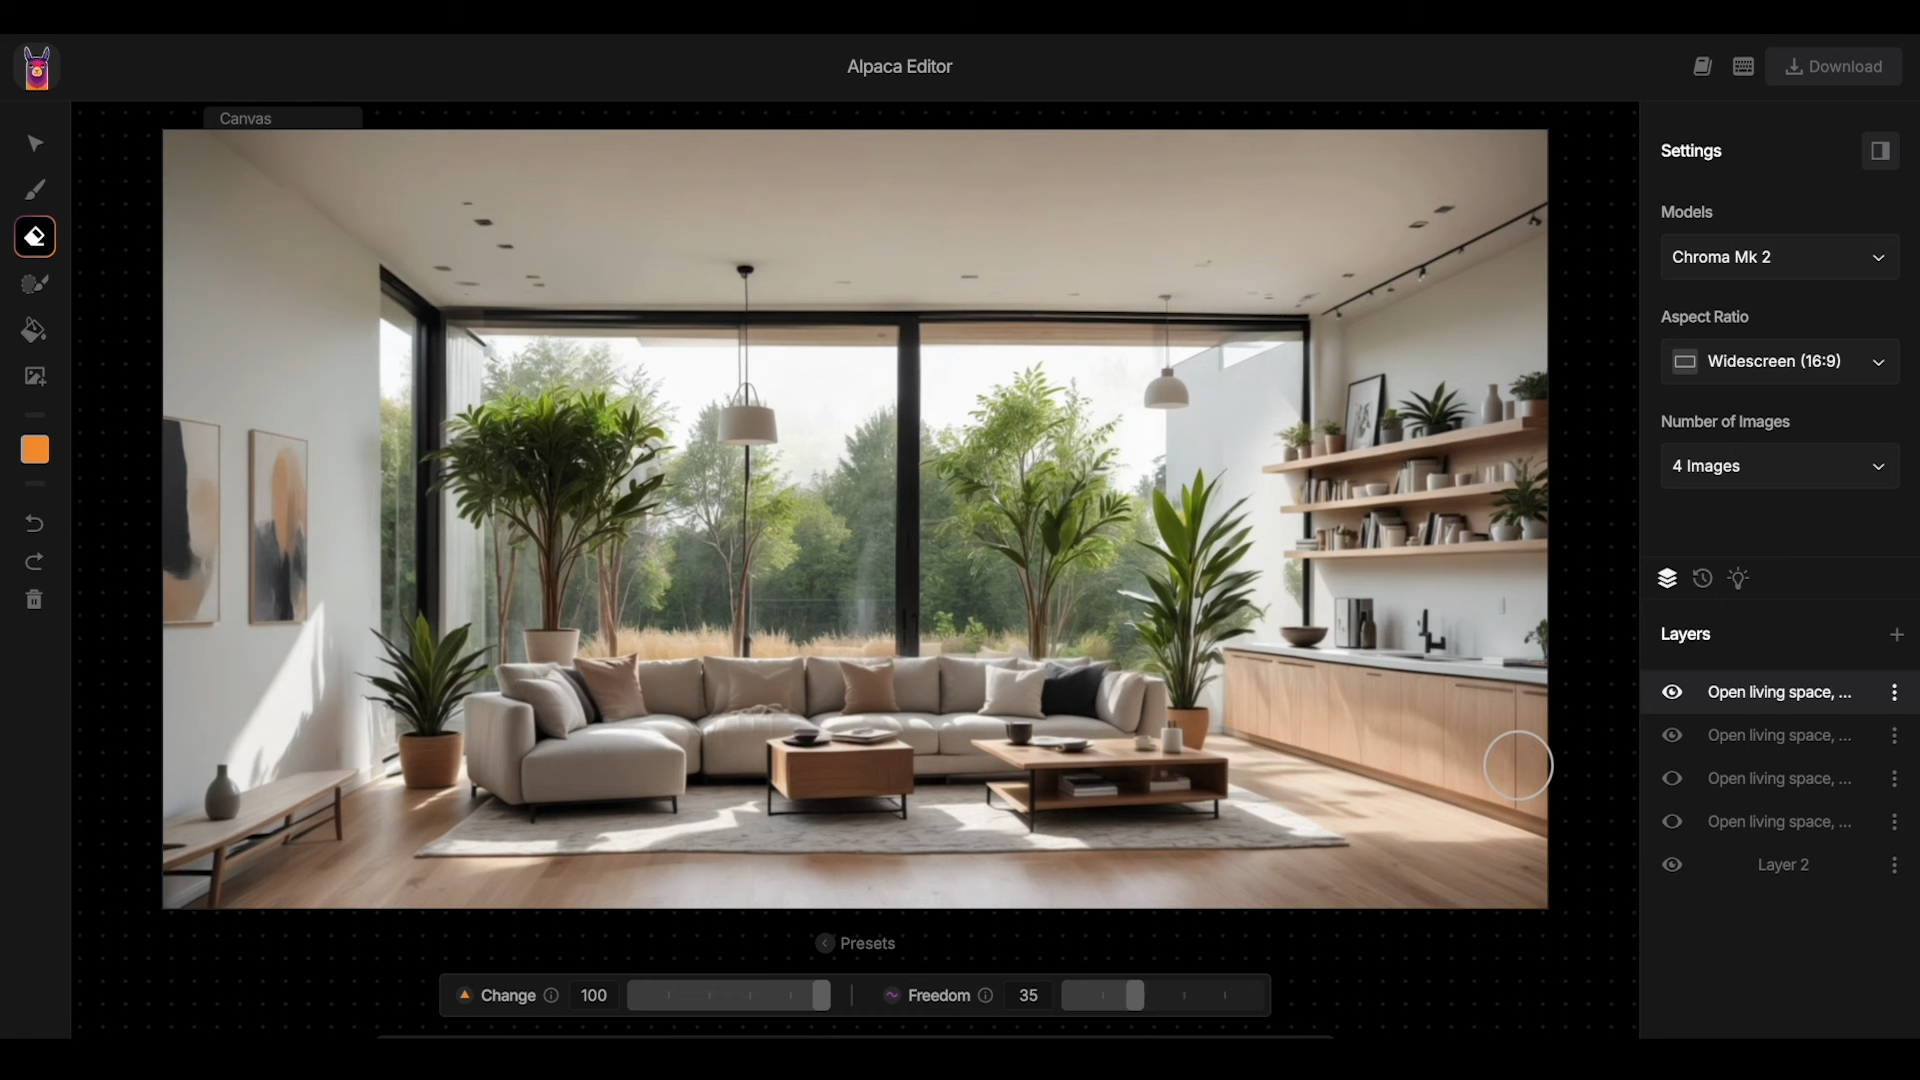 Alpaca Editor
Download
Canvas
Settings
Models
Chroma Mk 2
Aspect Ratio
Widescreen (16:9)
Number of Images
4 Images
Layers
Open living space, ...
Open living space, ...
Open living space, ...
Open living space, ...
Layer 2
Presets
Change 100
Freedom 35